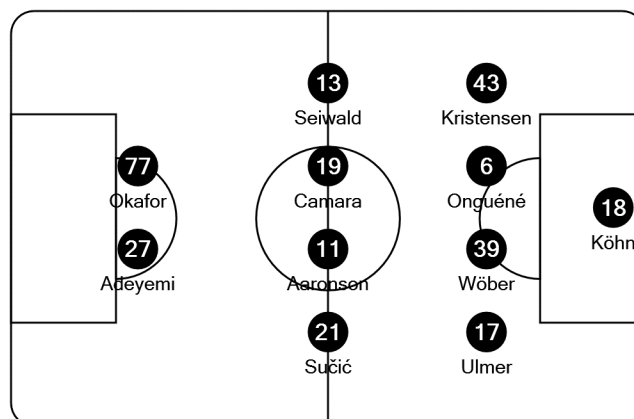 13
Seiwald
43
Kristensen
77
Okafor
19
Camara
6
Onguéné
18
Köhn
27
Adeyemi
11
Aaronson
39
Wöber
21
Sučić
17
Ulmer